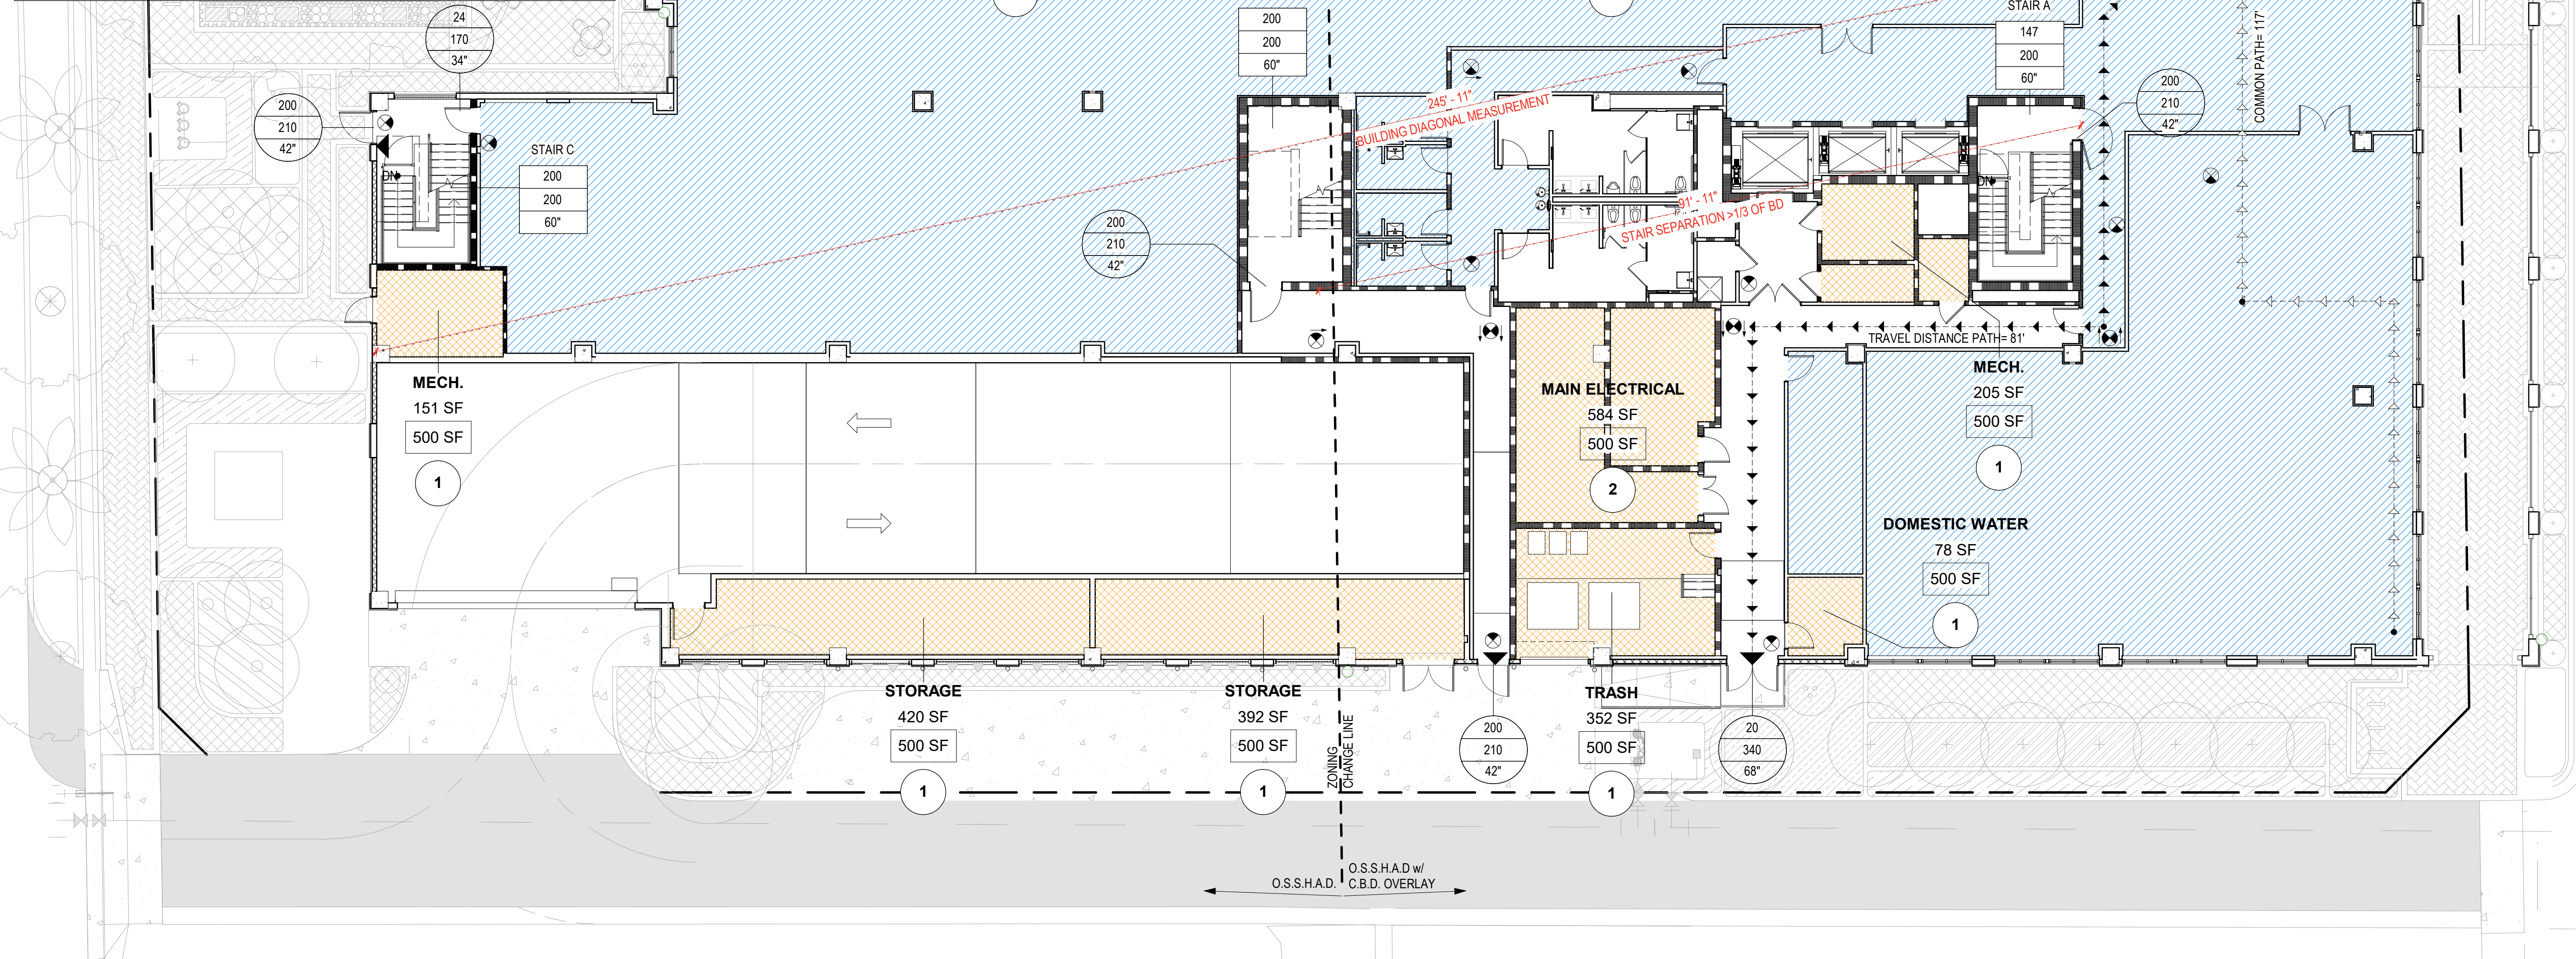 24
170
34"
200
210
42"
STAIR C
200
200
60"
DN
200
200
60"
245' - 11"
BUILDING DIAGONAL MEASUREMENT
91' - 11"
STAIR SEPARATION >1/3 OF BD
200
210
42"
STAIR A
147
200
60"
200
210
42"
DN
COMMON PATH= 117'
TRAVEL DISTANCE PATH= 81'
MECH.
151 SF
500 SF
1
MAIN ELECTRICAL
584 SF
500 SF
2
MECH.
205 SF
500 SF
1
DOMESTIC WATER
78 SF
500 SF
1
STORAGE
420 SF
500 SF
1
STORAGE
392 SF
500 SF
1
ZONING
CHANGE LINE
200
210
42"
TRASH
352 SF
500 SF
1
20
340
68"
O.S.S.H.A.D.
O.S.S.H.A.D w/
C.B.D. OVERLAY